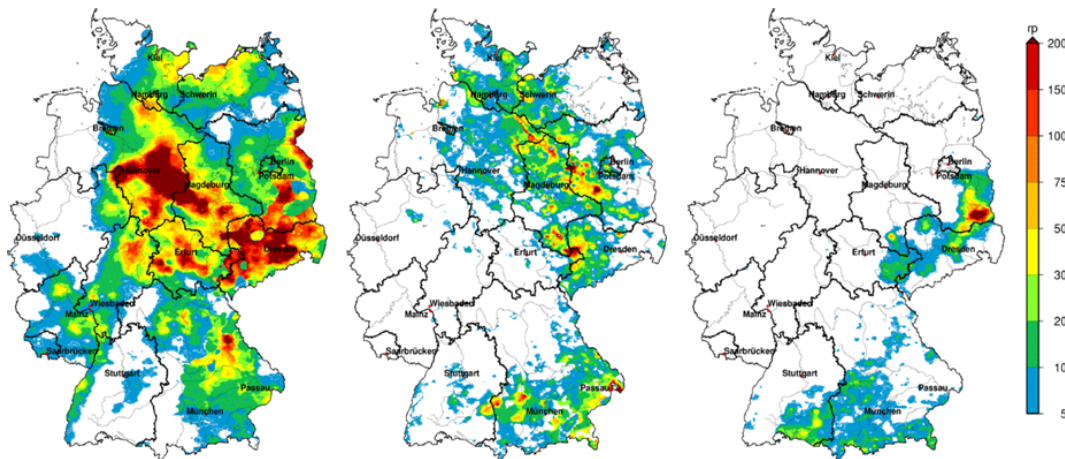 Kiel
Hamburg Schwerin
Bremen
Berlin
Hannover Potsdam
Magdeburg
Düsseldorf
Erfurt Dresden
Wiesbaden
Mainz
Saarbrücken
Stuttgart Passau
München
Kiel
Hamburg Schwerin
Bremen
Berlin
Hannover Potsdam
Magdeburg
Düsseldorf
Erfurt Dresden
Wiesbaden
Mainz
Saarbrücken
Stuttgart Passau
München
Kiel
Hamburg Schwerin
Bremen
Berlin
Hannover Potsdam
Magdeburg
Düsseldorf
Erfurt Dresden
Wiesbaden
Mainz
Saarbrücken
Stuttgart Passau
München
rp
200
150
100
75
50
30
20
10
5